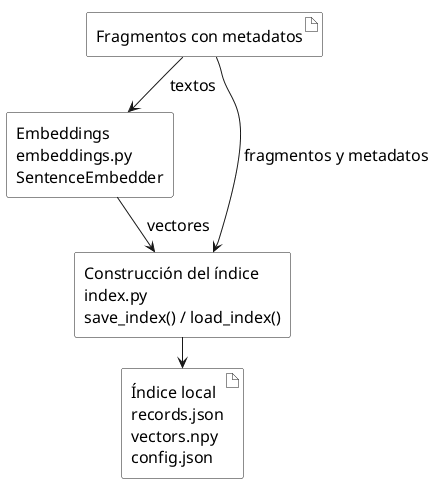 Fragmentos con metadatos
textos
Embeddings
embeddings.py
SentenceEmbedder
fragmentos y metadatos
vectores
Construcción del índice
index.py
save_index() / load_index()
Índice local
records.json
vectors.npy
config.json